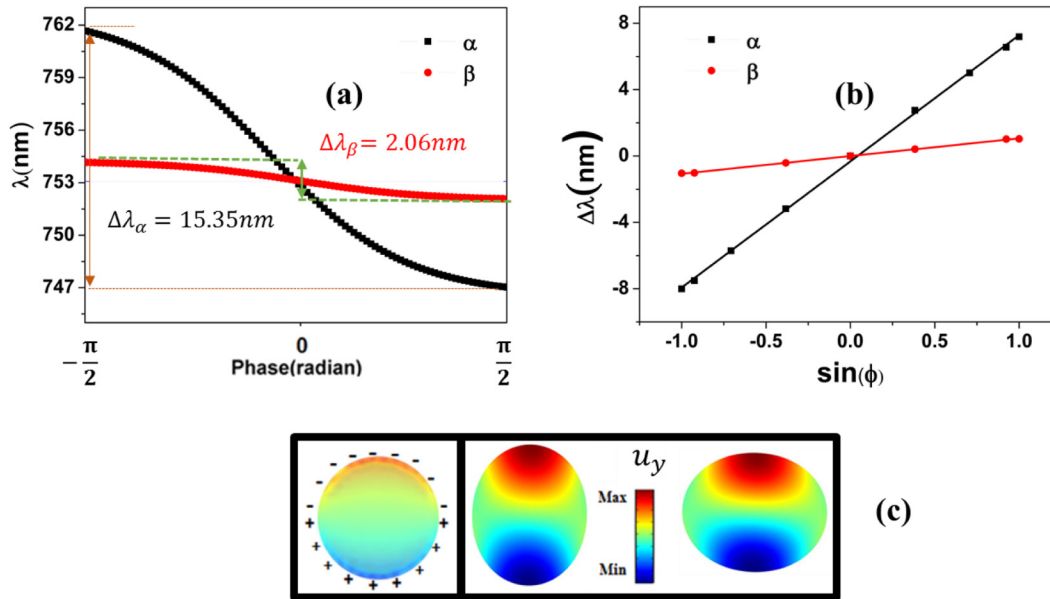 762
759
756
753
750
747
λ(nm)
α
β
(a)
Δλβ = 2.06nm
Δλα = 15.35nm
−π/2
0
π/2
Phase(radian)
8
4
0
-4
-8
Δλ(nm)
α
β
(b)
-1.0
-0.5
0.0
0.5
1.0
sin(ϕ)
- - - - - - - - - -
+ + + + + + + + + +
u_y
Max
Min
(c)